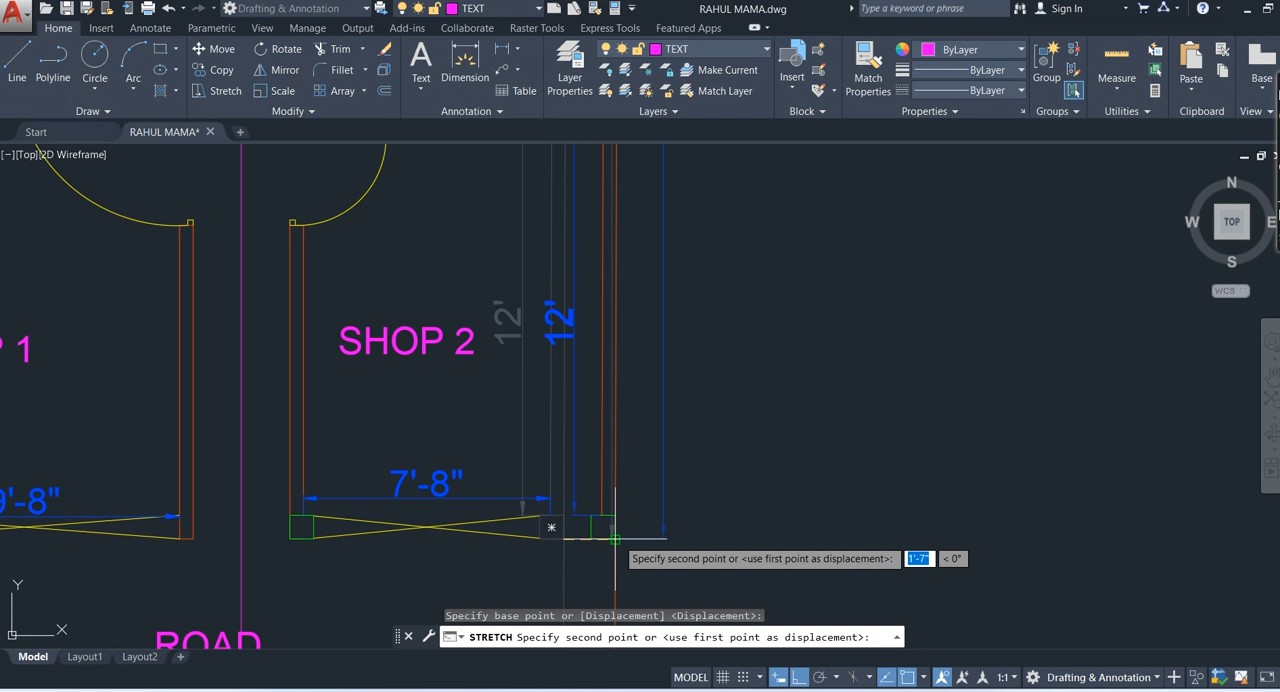 Drafting & Annotation
TEXT
RAHUL MAMA.dwg
Type a keyword or phrase
Sign In
Home Insert Annotate Parametric View Manage Output Add-ins Collaborate Raster Tools Express Tools Featured Apps
Line Polyline Circle Arc
Move Rotate Trim
Copy Mirror Fillet
Stretch Scale Array
Text Dimension
Table
Layer Properties
TEXT
Make Current
Match Layer
Insert
Match Properties
ByLayer
ByLayer
ByLayer
Group
Measure
Paste
Base
Draw Modify Annotation Layers Block Properties Groups Utilities Clipboard View
Start
RAHUL MAMA*
[−][Top][2D Wireframe]
N
W TOP E
S
WCS
12'
12'
SHOP 2
P 1
7'-8"
9'-8"
Specify second point or <use first point as displacement>: 1'-7" < 0°
Y
X
ROAD
Specify base point or [Displacement] <Displacement>:
STRETCH Specify second point or <use first point as displacement>:
Model Layout1 Layout2
MODEL
1:1
Drafting & Annotation